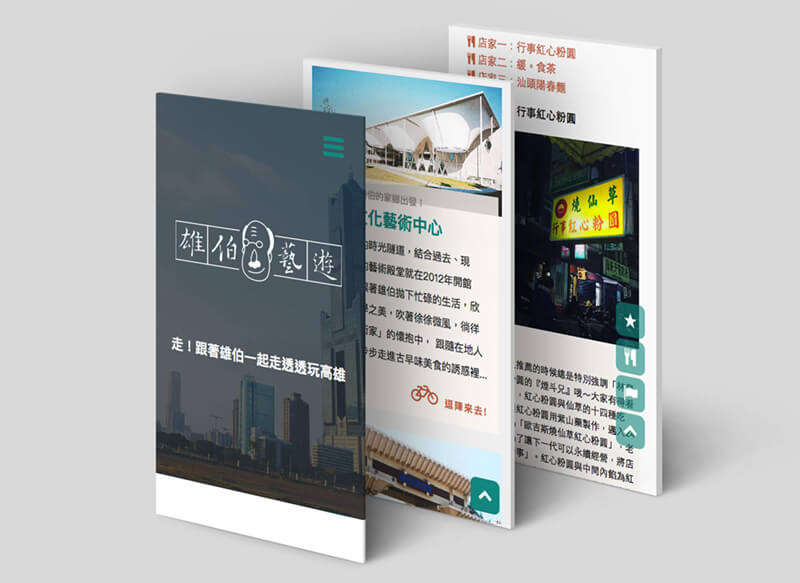 雄伯藝遊
走！跟著雄伯一起走透透玩高雄
伯的家鄉出發！
化藝術中心
時光隧道，結合過去、現
藝術殿堂就在2012年開館
著雄伯拋下忙碌的生活，欣
之美，吹著徐徐微風，徜徉
」的懷抱中， 跟隨在地人
步走進古早味美食的誘惑裡...
逗陣來去!
店家一：行事紅心粉圓
店家二：緩。食茶
店家三：汕頭陽春麵
行事紅心粉圓
燒仙草
行事紅心粉圓
推薦的時候總是特別強調「林
圓的『煙斗兄』哦～大家有
，紅心粉圓與仙草的十四種吃
紅心粉圓用紫山藥製作，邁入
「歐吉斯燒仙草紅心粉圓」，老
了讓下一代可以永續經營，將店
事」。紅心粉圓與中間內餡為紅